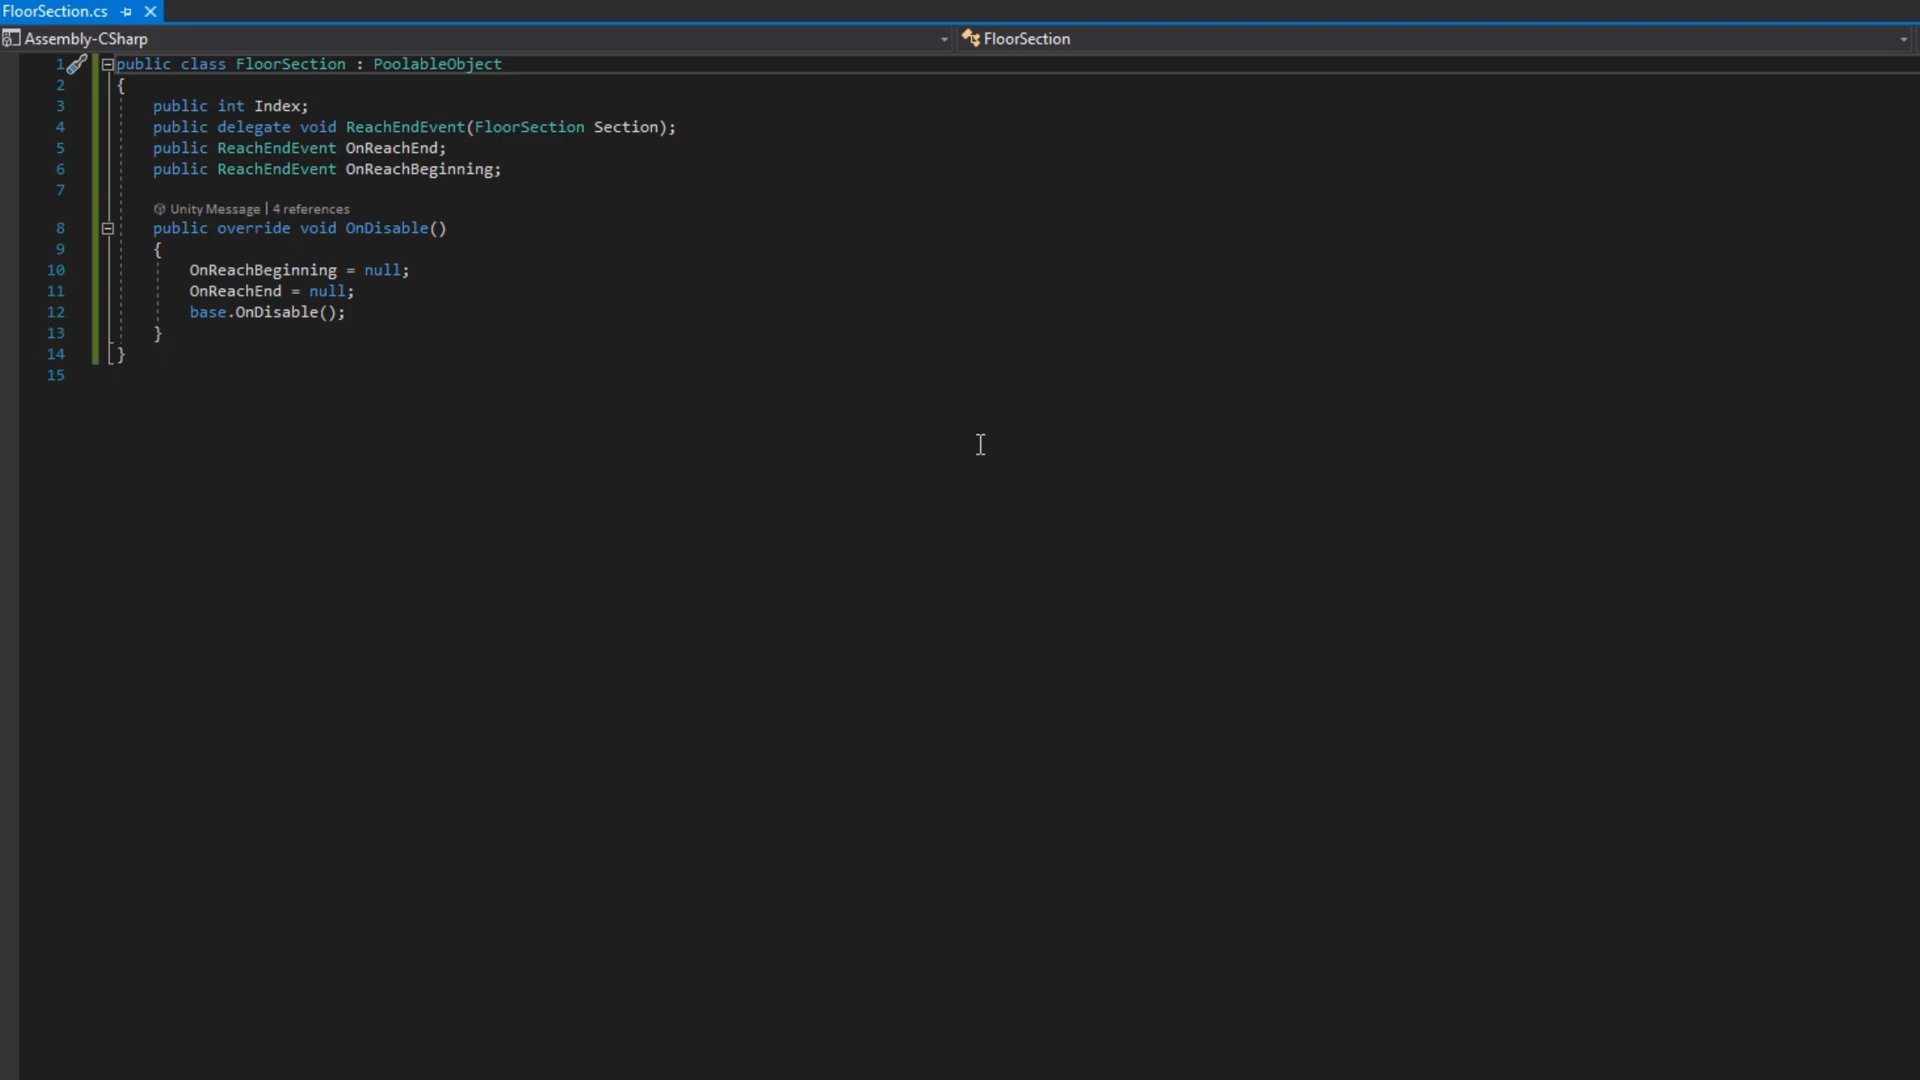 FloorSection.cs
Assembly-CSharp FloorSection
1 public class FloorSection : PoolableObject
2 {
3 public int Index;
4 public delegate void ReachEndEvent(FloorSection Section);
5 public ReachEndEvent OnReachEnd;
6 public ReachEndEvent OnReachBeginning;
7
Unity Message | 4 references
8 public override void OnDisable()
9 {
10 OnReachBeginning = null;
11 OnReachEnd = null;
12 base.OnDisable();
13 }
14 }
15